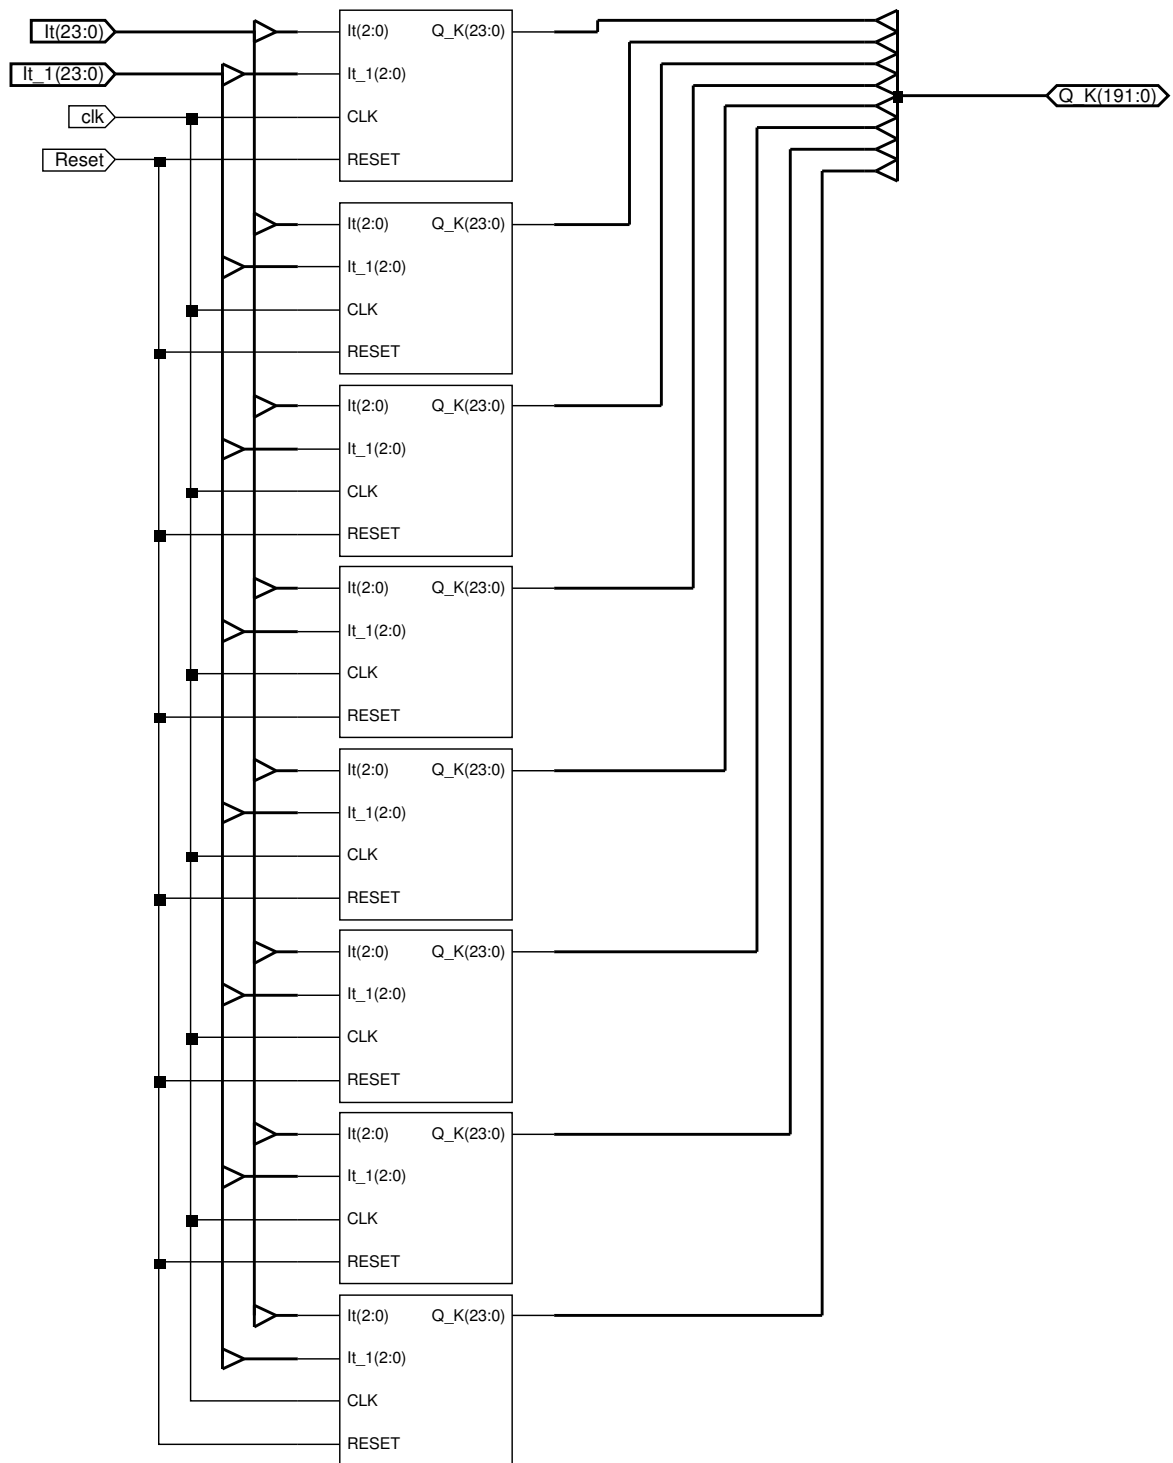 It(23:0)
It_1(23:0)
clk
Reset
It(2:0) Q_K(23:0)
It_1(2:0)
CLK
RESET
Q_K(191:0)
It(2:0) Q_K(23:0)
It_1(2:0)
CLK
RESET
It(2:0) Q_K(23:0)
It_1(2:0)
CLK
RESET
It(2:0) Q_K(23:0)
It_1(2:0)
CLK
RESET
It(2:0) Q_K(23:0)
It_1(2:0)
CLK
RESET
It(2:0) Q_K(23:0)
It_1(2:0)
CLK
RESET
It(2:0) Q_K(23:0)
It_1(2:0)
CLK
RESET
It(2:0) Q_K(23:0)
It_1(2:0)
CLK
RESET